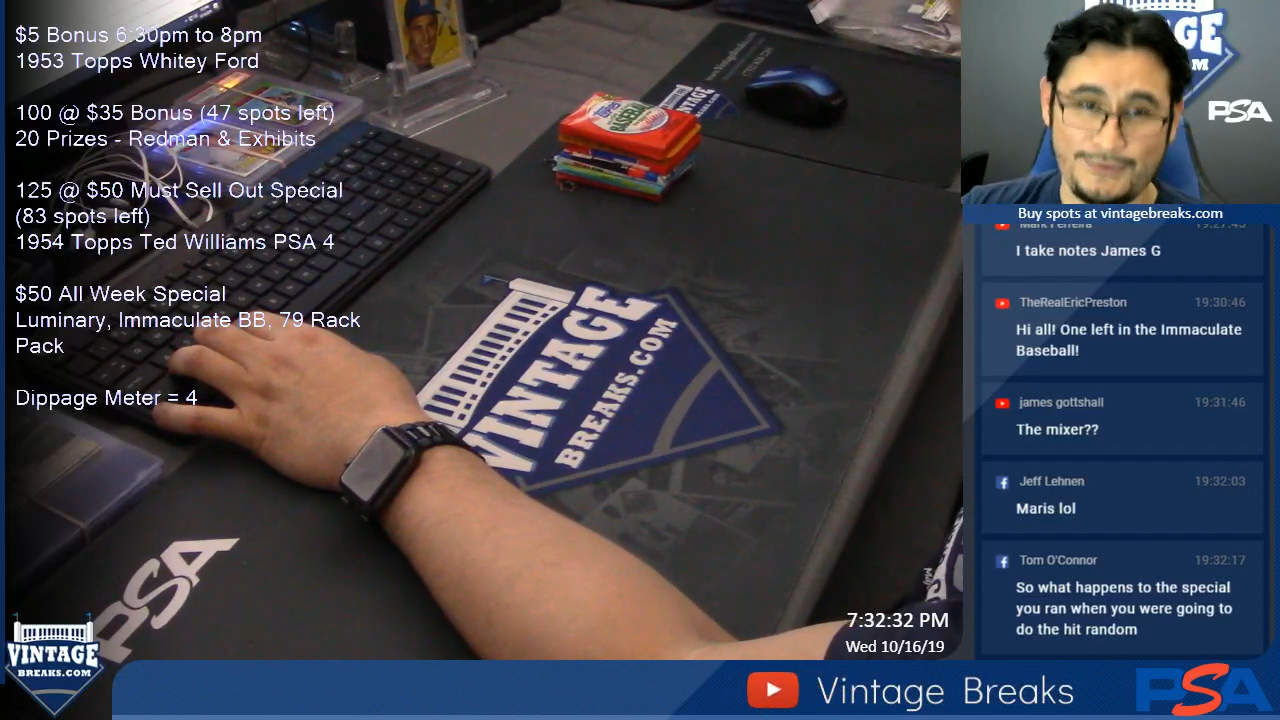 $5 Bonus 6:30pm to 8pm
1953 Topps Whitey Ford
100 @ $35 Bonus (47 spots left)
20 Prizes - Redman & Exhibits
125 @ $50 Must Sell Out Special
(83 spots left)
1954 Topps Ted Williams PSA 4
$50 All Week Special
Luminary, Immaculate BB, 79 Rack
Pack
Dippage Meter = 4
TOPPS
BASEBALL
VINTAGE
VINTAGE
BREAKS.COM
PSA
VINTAGE
BREAKS.COM
7:32:32 PM
Wed 10/16/19
PSA
Buy spots at vintagebreaks.com
Mark Ferreira 19:27:45
I take notes James G
TheRealEricPreston 19:30:46
Hi all! One left in the Immaculate
Baseball!
james gottshall 19:31:46
The mixer??
Jeff Lehnen 19:32:03
Maris lol
Tom O'Connor 19:32:17
So what happens to the special
you ran when you were going to
do the hit random
Vintage Breaks
PSA